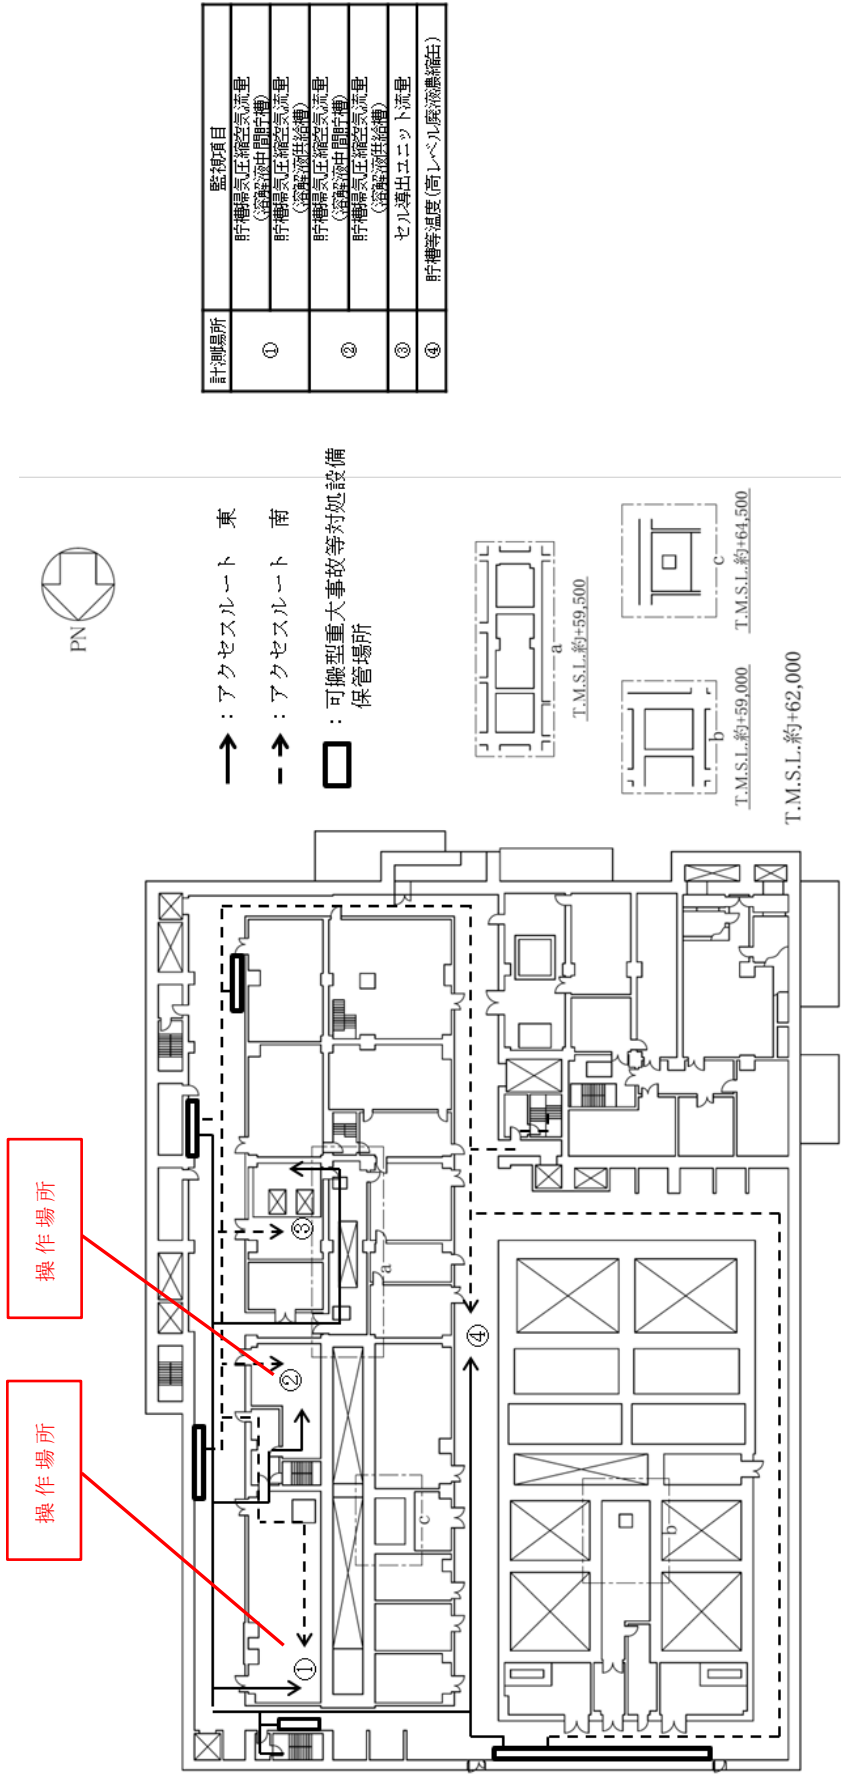 計測場所 監視項目
① 貯槽掃気圧縮空気流量
(溶解液中間貯槽)
貯槽掃気圧縮空気流量
(溶解液供給槽)
② 貯槽掃気圧縮空気流量
(溶解液中間貯槽)
貯槽掃気圧縮空気流量
(溶解液供給槽)
③ セル導出ユニット流量
④ 貯槽等温度(高レベル廃液濃縮缶)
PN
:アクセスルート 東
:アクセスルート 南
:可搬型重大事故等対処設備
保管場所
a
T.M.S.L.約+59,500
b
T.M.S.L.約+59,000
c
T.M.S.L.約+64,500
T.M.S.L.約+62,000
操作場所
操作場所
①
②
③
④
a
b
c